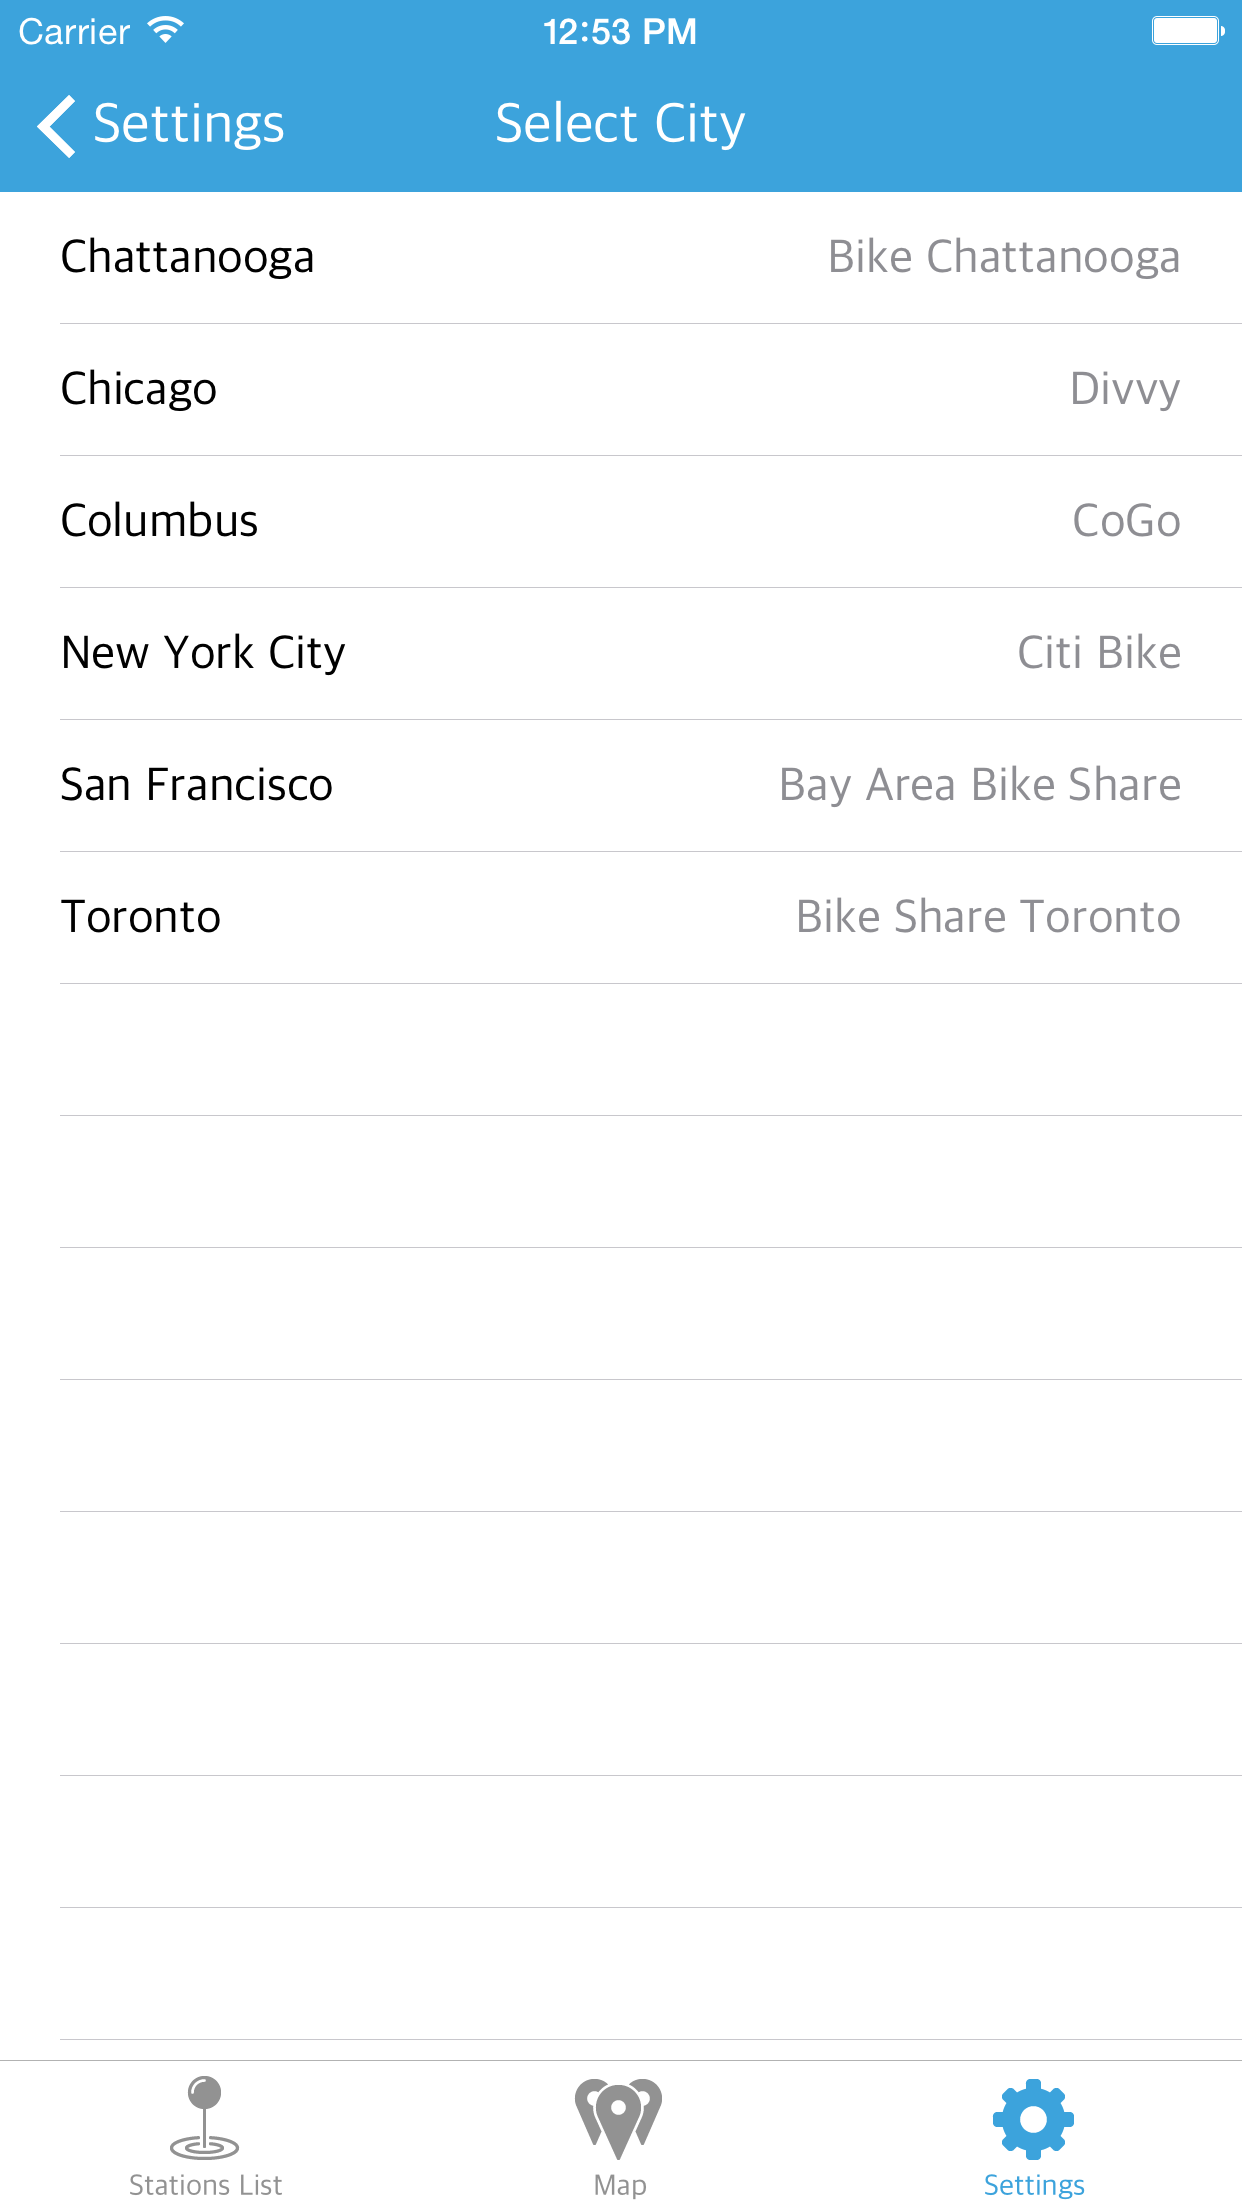 Carrier 12:53 PM
Settings Select City
Chattanooga Bike Chattanooga
Chicago Divvy
Columbus CoGo
New York City Citi Bike
San Francisco Bay Area Bike Share
Toronto Bike Share Toronto
Stations List Map Settings